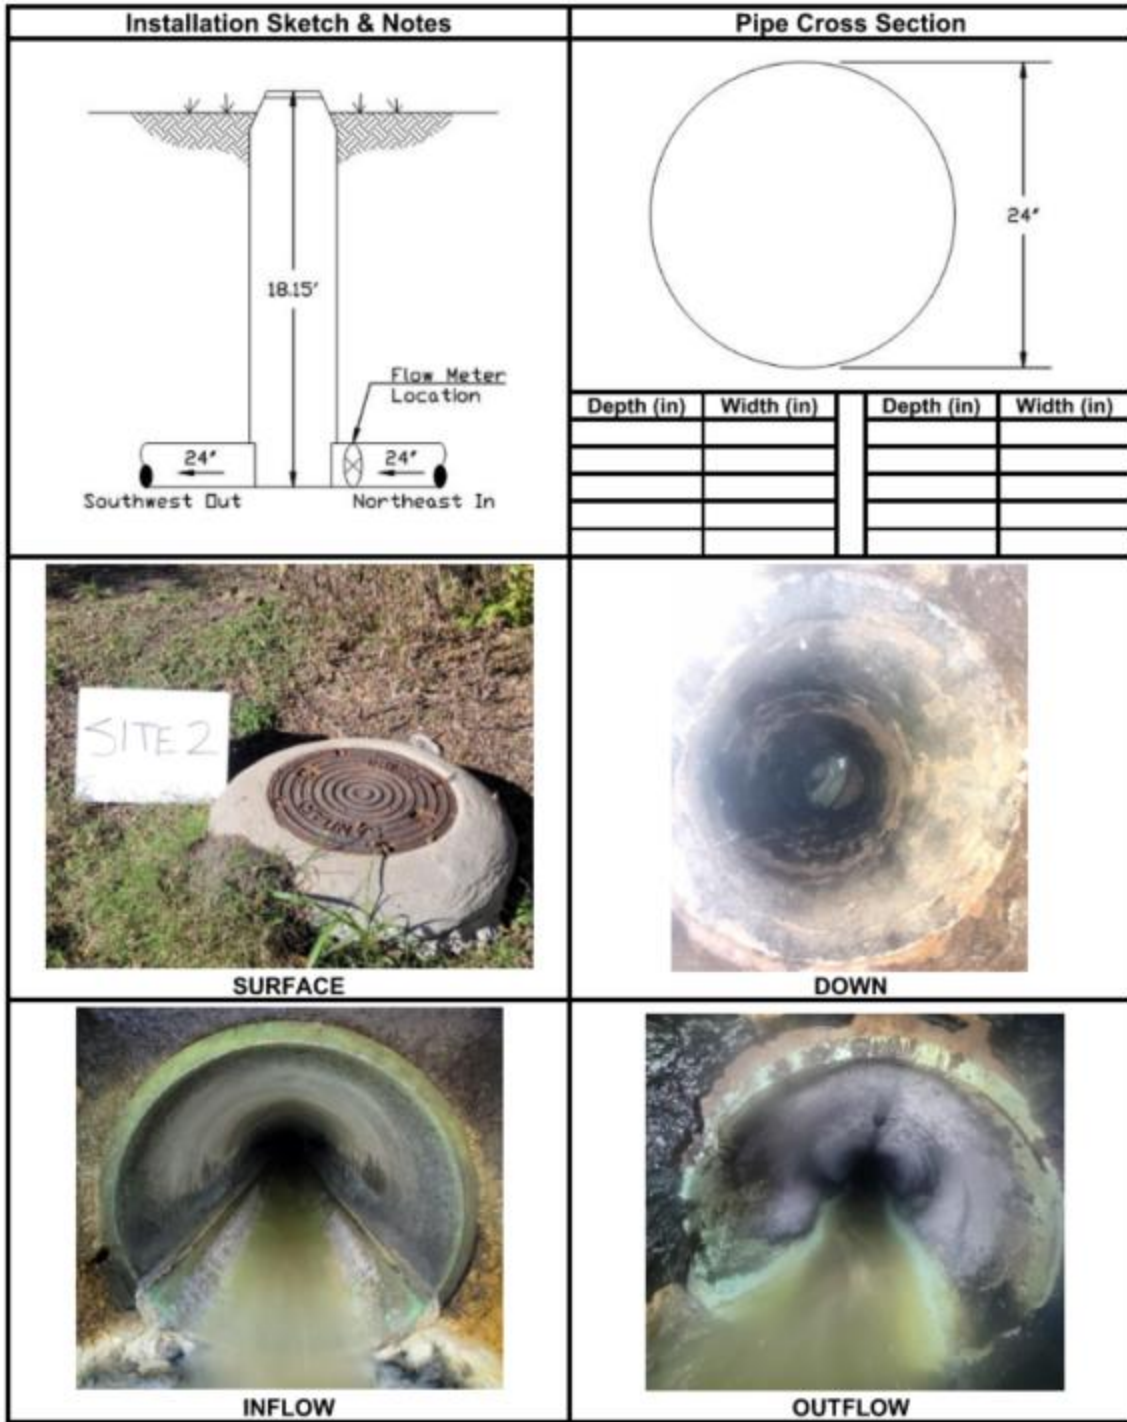 Installation Sketch & Notes
Pipe Cross Section
18.15'
Flow Meter
Location
24"
24"
Southwest Out
Northeast In
24"
Depth (in) Width (in) Depth (in) Width (in)
SITE 2
SURFACE
DOWN
INFLOW
OUTFLOW